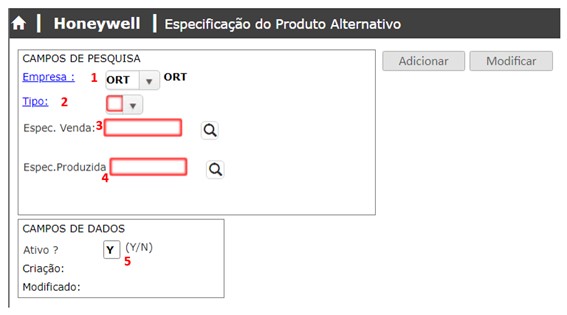 Honeywell | Especificação do Produto Alternativo
CAMPOS DE PESQUISA
Adicionar
Modificar
Empresa : 1 ORT ORT
Tipo: 2
Espec. Venda: 3
Espec.Produzida
4
CAMPOS DE DADOS
Ativo ? Y (Y/N)
5
Criação:
Modificado: